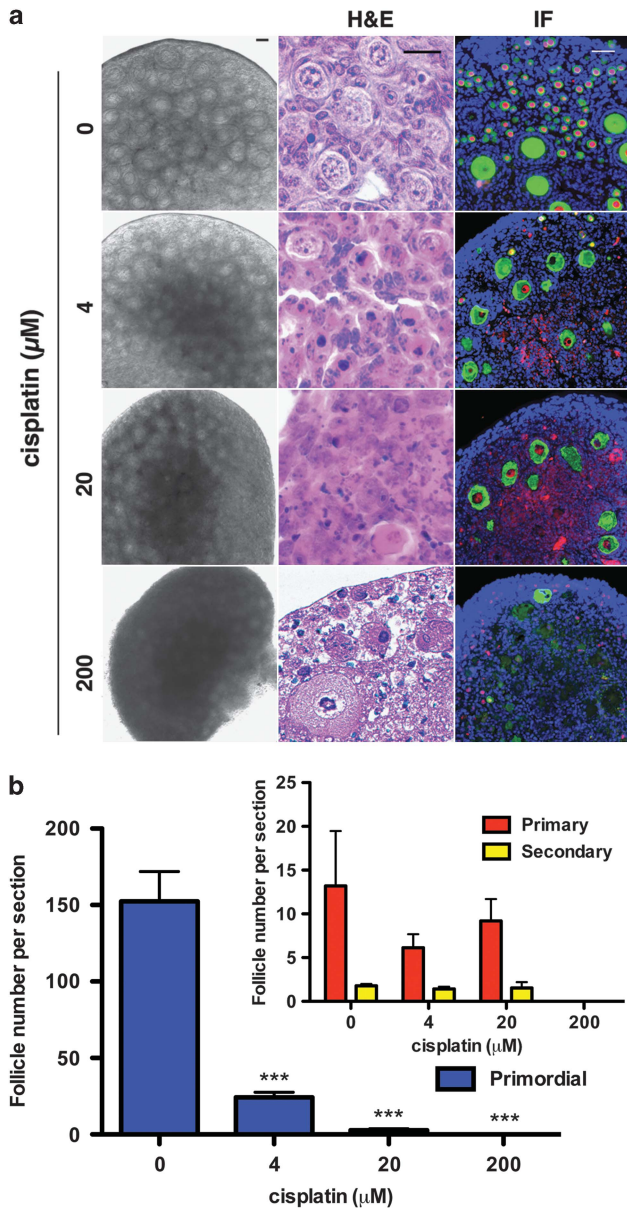 a
H&E
IF
cisplatin (µM)
0
4
20
200
b
Follicle number per section
200
150
100
50
0
0
4
20
200
cisplatin (µM)
***
***
***
Primordial
Follicle number per section
25
20
15
10
5
0
0
4
20
200
cisplatin (µM)
Primary
Secondary